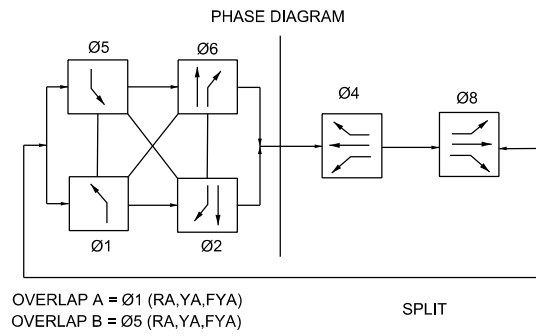 PHASE DIAGRAM
Ø5
Ø6
Ø4
Ø8
Ø1
Ø2
OVERLAP A = Ø1 (RA,YA,FYA)
OVERLAP B = Ø5 (RA,YA,FYA)
SPLIT